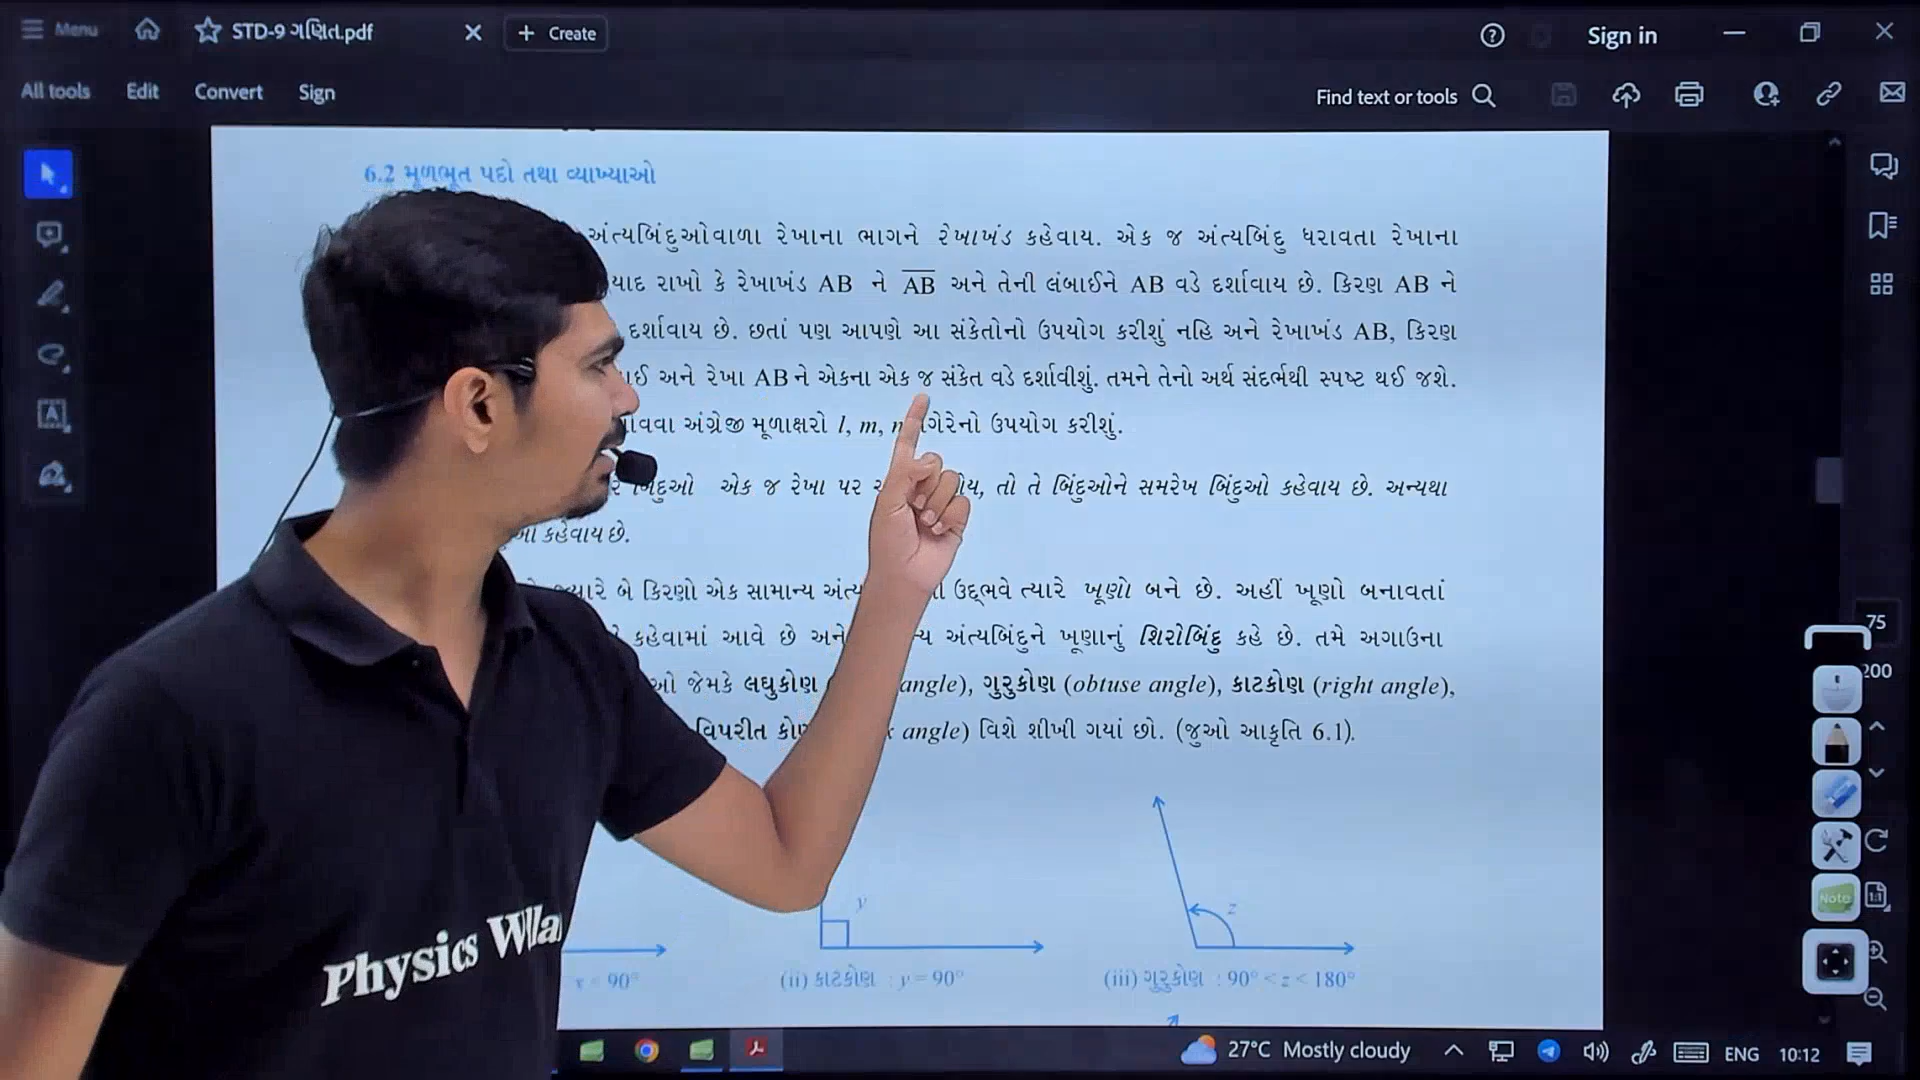 Menu
STD-9 ગણિત.pdf
Create
Sign in
All tools Edit Convert Sign
Find text or tools
6.2 મૂળભૂત પદો તથા વ્યાખ્યાઓ
અંત્યબિંદુઓવાળા રેખાના ભાગને રેખાખંડ કહેવાય. એક જ અંત્યબિંદુ ધરાવતા રેખાના
યાદ રાખો કે રેખાખંડ AB ને AB અને તેની લંબાઈને AB વડે દર્શાવાય છે. કિરણ AB ને
દર્શાવાય છે. છતાં પણ આપણે આ સંકેતોનો ઉપયોગ કરીશું નહિ અને રેખાખંડ AB, કિરણ
અને રેખા AB ને એકના એક જ સંકેત વડે દર્શાવીશું. તમને તેનો અર્થ સંદર્ભથી સ્પષ્ટ થઈ જશે.
અંગ્રેજી મૂળાક્ષરો l, m, n વગેરેનો ઉપયોગ કરીશું.
બિંદુઓ એક જ રેખા પર તો તે બિંદુઓને સમરેખ બિંદુઓ કહેવાય છે. અન્યથા
કહેવાય છે.
બે કિરણો એક સામાન્ય ઉદ્ભવે ત્યારે ખૂણો બને છે. અહીં ખૂણો બનાવતાં
કહેવામાં આવે છે અને અંત્યબિંદુને ખૂણાનું શિરોબિંદુ કહે છે. તમે અગાઉના
જેમકે લઘુકોણ ( angle), ગુરુકોણ (obtuse angle), કાટકોણ (right angle),
વિપરીત angle) વિશે શીખી ગયાં છો. (જુઓ આકૃતિ 6.1).
y
z
90°
(ii) કાટકોણ : y = 90°
(iii) ગુરુકોણ : 90° < z < 180°
75
200
Note
1:1
Physics Walla
27°C Mostly cloudy
ENG 10:12